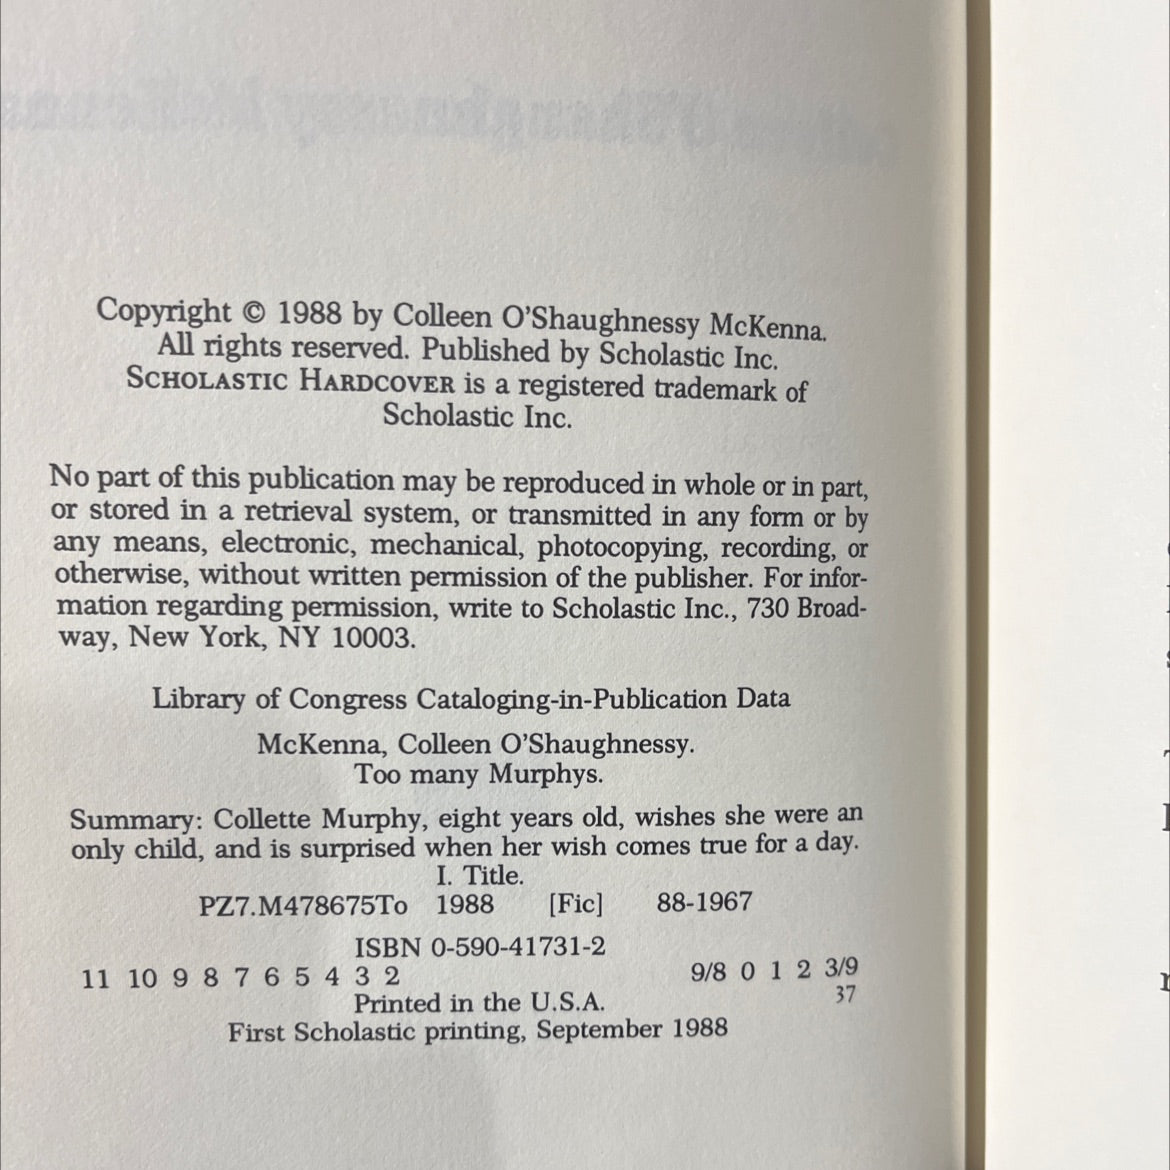 Copyright © 1988 by Colleen O'Shaughnessy McKenna.
All rights reserved. Published by Scholastic Inc.
SCHOLASTIC HARDCOVER is a registered trademark of
Scholastic Inc.
No part of this publication may be reproduced in whole or in part,
or stored in a retrieval system, or transmitted in any form or by
any means, electronic, mechanical, photocopying, recording, or
otherwise, without written permission of the publisher. For infor-
mation regarding permission, write to Scholastic Inc., 730 Broad-
way, New York, NY 10003.
Library of Congress Cataloging-in-Publication Data
McKenna, Colleen O'Shaughnessy.
Too many Murphys.
Summary: Collette Murphy, eight years old, wishes she were an
only child, and is surprised when her wish comes true for a day.
I. Title.
PZ7.M478675To 1988 [Fic] 88-1967
ISBN 0-590-41731-2
11 10 9 8 7 6 5 4 3 2 9/8 0 1 2 3/9
37
Printed in the U.S.A.
First Scholastic printing, September 1988